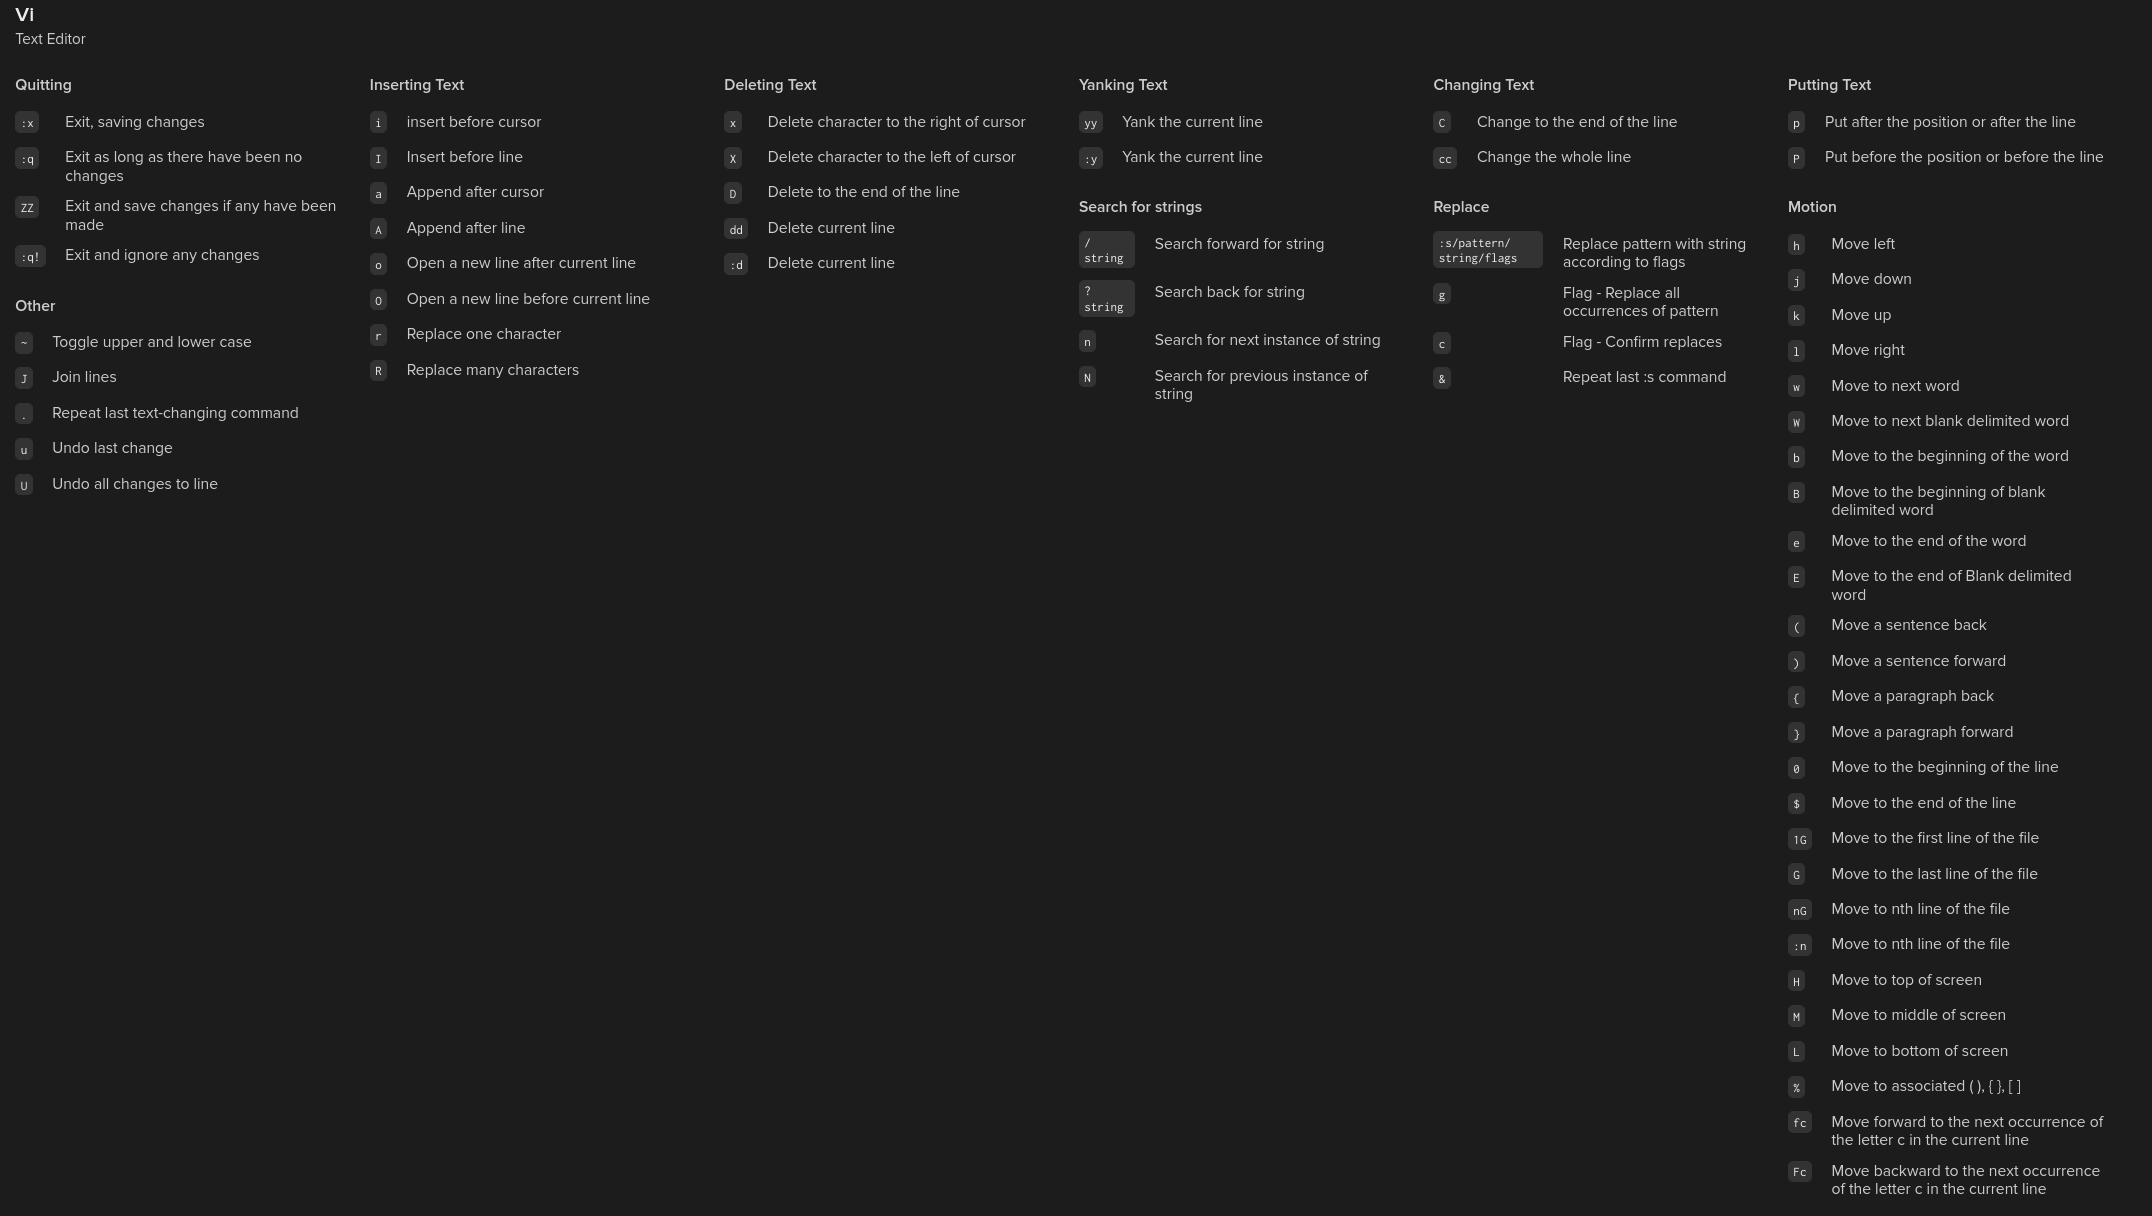 Vi
Text Editor
Quitting
:x Exit, saving changes
:q Exit as long as there have been no
changes
ZZ Exit and save changes if any have been
made
:q! Exit and ignore any changes
Other
~ Toggle upper and lower case
J Join lines
. Repeat last text-changing command
u Undo last change
U Undo all changes to line
Inserting Text
i insert before cursor
I Insert before line
a Append after cursor
A Append after line
o Open a new line after current line
O Open a new line before current line
r Replace one character
R Replace many characters
Deleting Text
x Delete character to the right of cursor
X Delete character to the left of cursor
D Delete to the end of the line
dd Delete current line
:d Delete current line
Yanking Text
yy Yank the current line
:y Yank the current line
Search for strings
/
string Search forward for string
?
string Search back for string
n Search for next instance of string
N Search for previous instance of
string
Changing Text
C Change to the end of the line
cc Change the whole line
Replace
:s/pattern/ Replace pattern with string
string/flags according to flags
g Flag - Replace all
occurrences of pattern
c Flag - Confirm replaces
& Repeat last :s command
Putting Text
p Put after the position or after the line
P Put before the position or before the line
Motion
h Move left
j Move down
k Move up
l Move right
w Move to next word
W Move to next blank delimited word
b Move to the beginning of the word
B Move to the beginning of blank
delimited word
e Move to the end of the word
E Move to the end of Blank delimited
word
( Move a sentence back
) Move a sentence forward
{ Move a paragraph back
} Move a paragraph forward
0 Move to the beginning of the line
$ Move to the end of the line
1G Move to the first line of the file
G Move to the last line of the file
nG Move to nth line of the file
:n Move to nth line of the file
H Move to top of screen
M Move to middle of screen
L Move to bottom of screen
% Move to associated ( ), { }, [ ]
fc Move forward to the next occurrence of
the letter c in the current line
Fc Move backward to the next occurrence
of the letter c in the current line